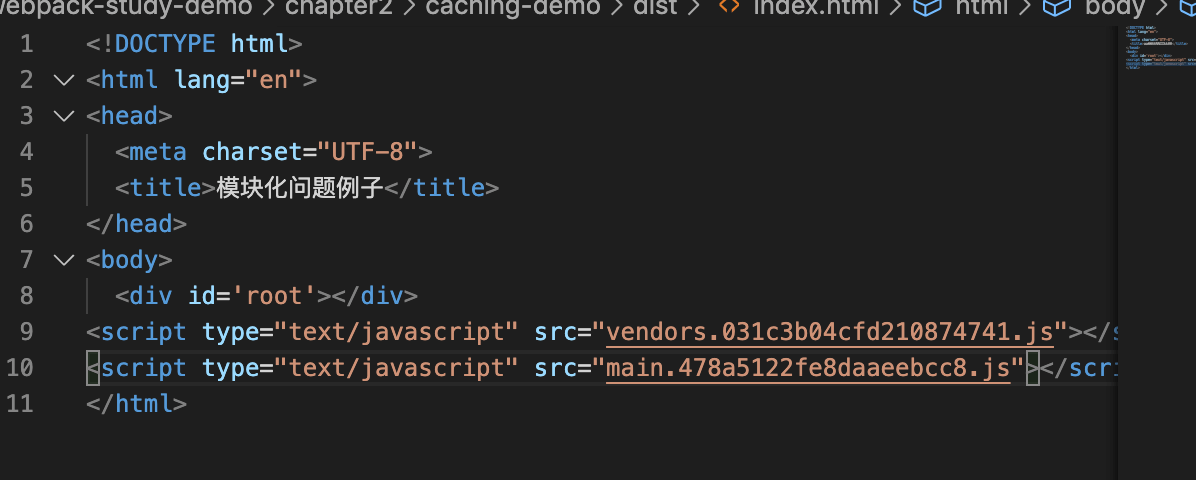 ebpack-study-demo > chapter2 > caching-demo > dist > <> index.html > html > body >
1 <!DOCTYPE html>
2 <html lang="en">
3 <head>
4 <meta charset="UTF-8">
5 <title>模块化问题例子</title>
6 </head>
7 <body>
8 <div id='root'></div>
9 <script type="text/javascript" src="vendors.031c3b04cfd210874741.js"></s
10 <script type="text/javascript" src="main.478a5122fe8daaeebcc8.js"></scri
11 </html>